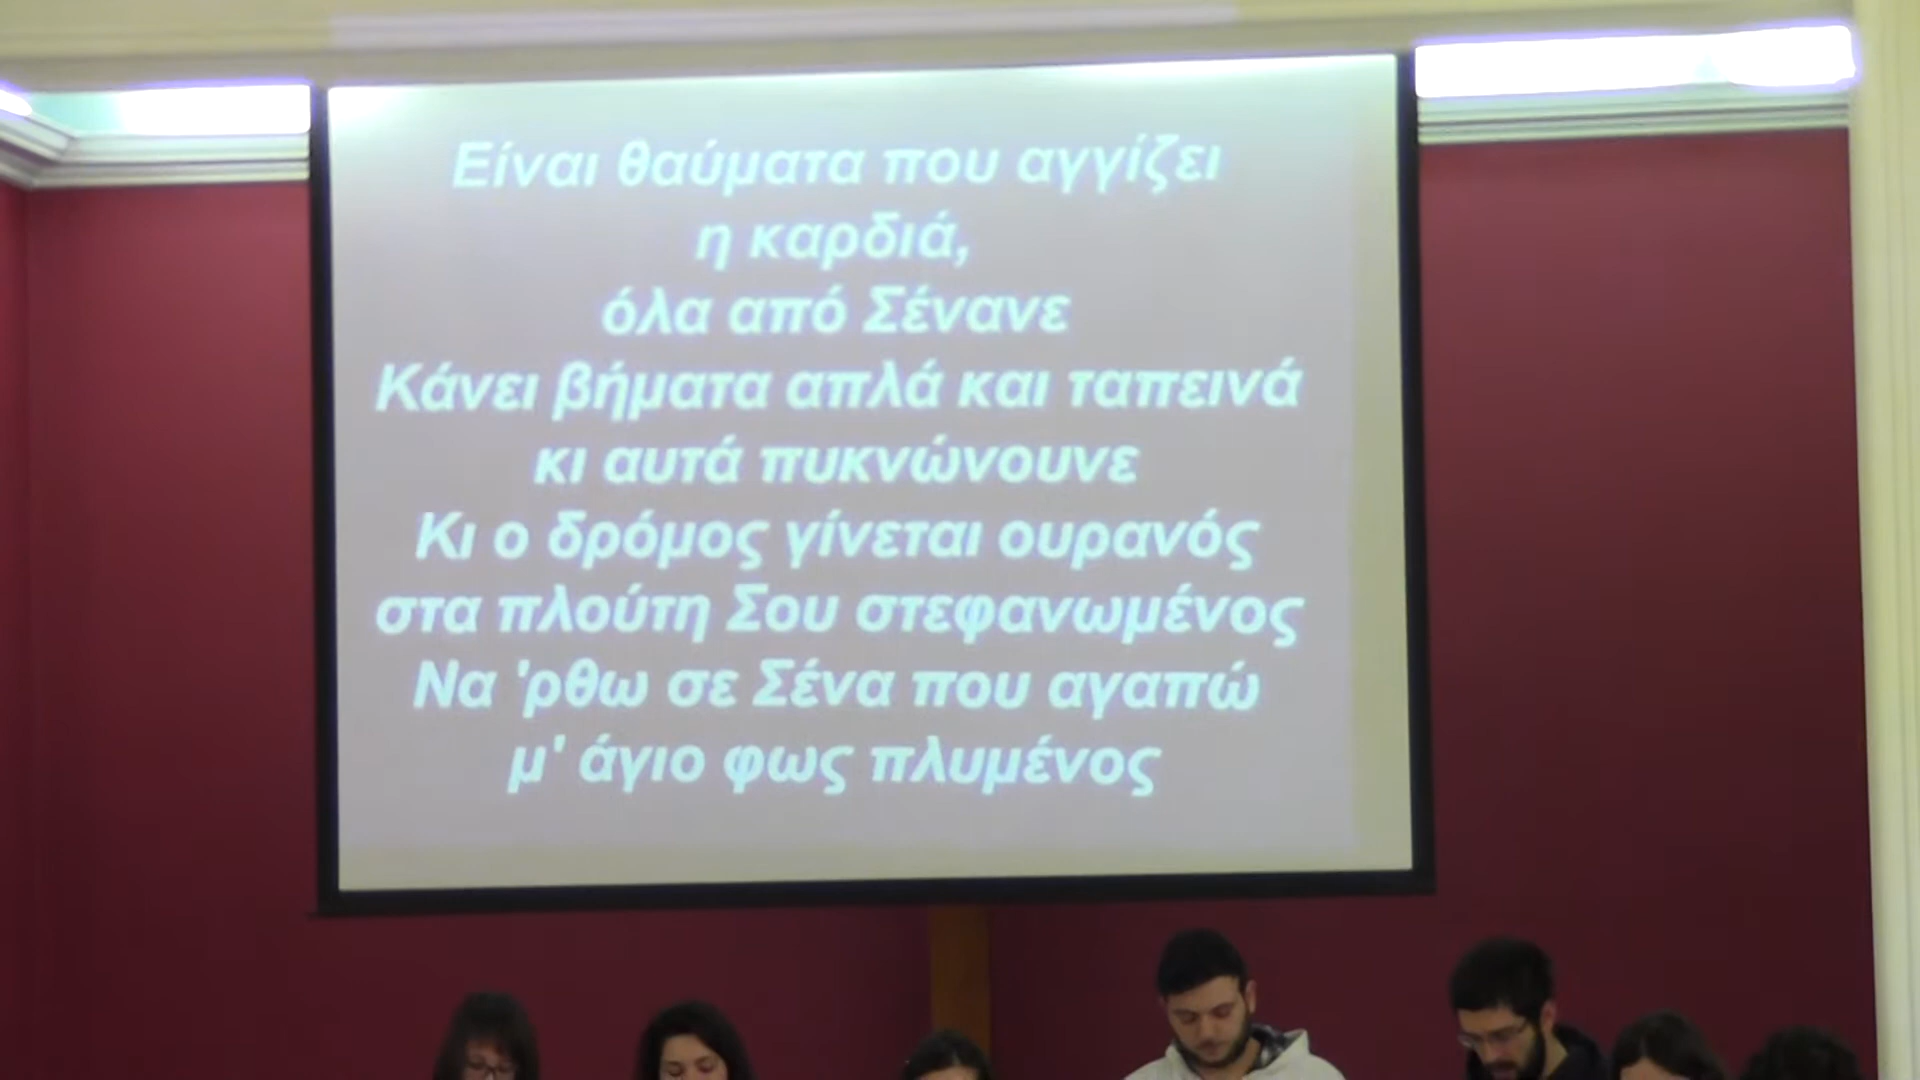 Είναι θαύματα που αγγίζει
η καρδιά,
όλα από Σένανε
Κάνει βήματα απλά και ταπεινά
κι αυτά πυκνώνουνε
Κι ο δρόμος γίνεται ουρανός
στα πλούτη Σου στεφανωμένος
Να 'ρθω σε Σένα που αγαπώ
μ' άγιο φως πλυμένος